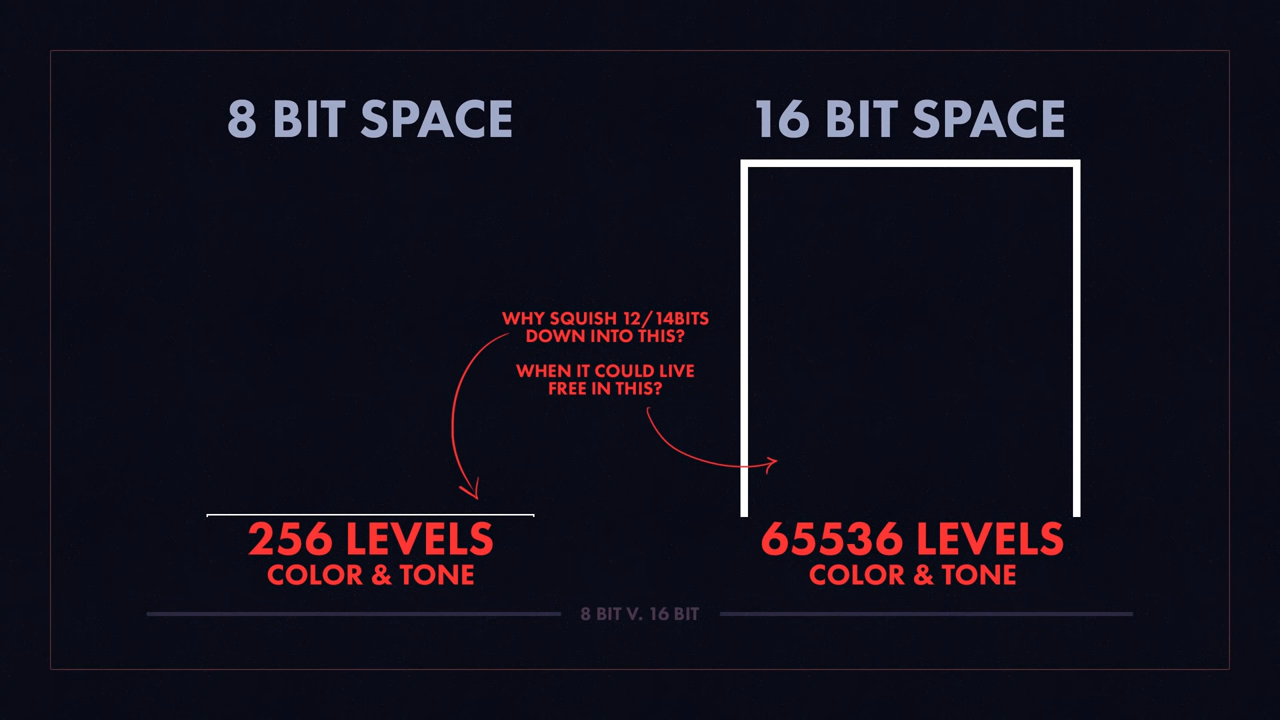 8 BIT SPACE
16 BIT SPACE
WHY SQUISH 12/14BITS
DOWN INTO THIS?
WHEN IT COULD LIVE
FREE IN THIS?
256 LEVELS
COLOR & TONE
65536 LEVELS
COLOR & TONE
8 BIT V. 16 BIT